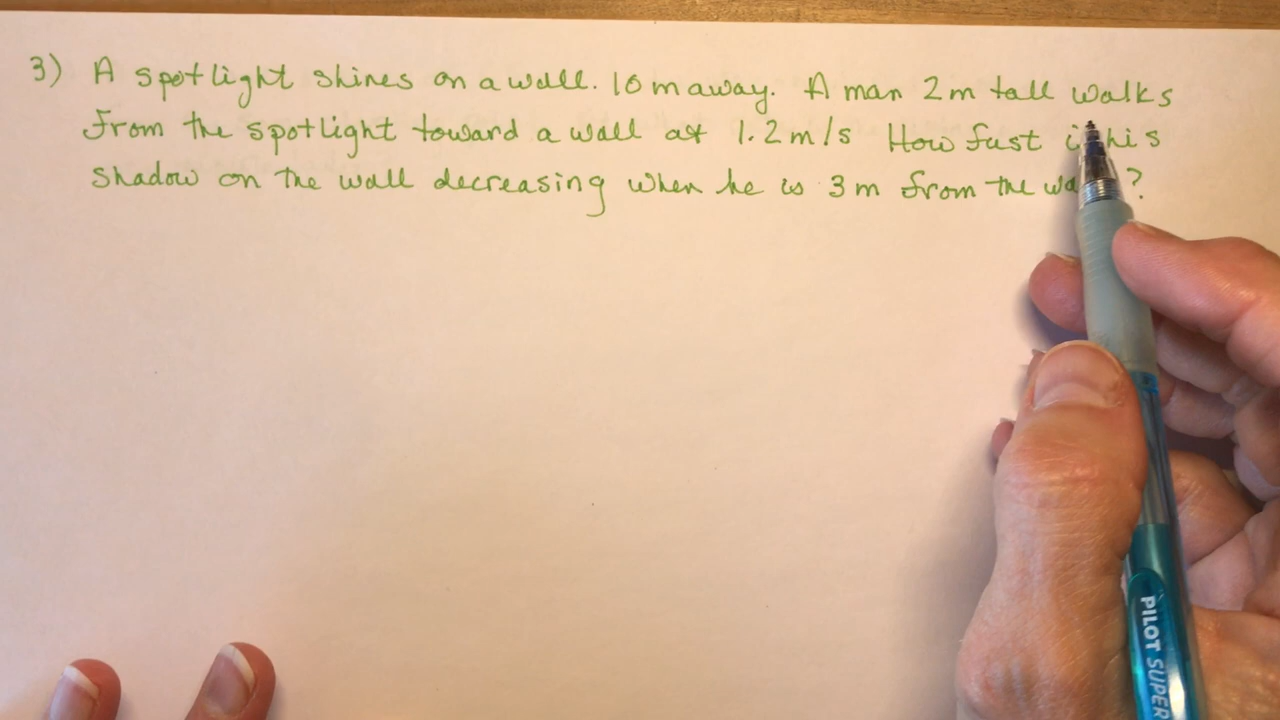 3) A spotlight shines on a wall. 10 m away. A man 2m tall walks
from the spotlight toward a wall at 1.2 m/s How fast is his
shadow on the wall decreasing when he is 3 m from the ?
PILOT SUPER